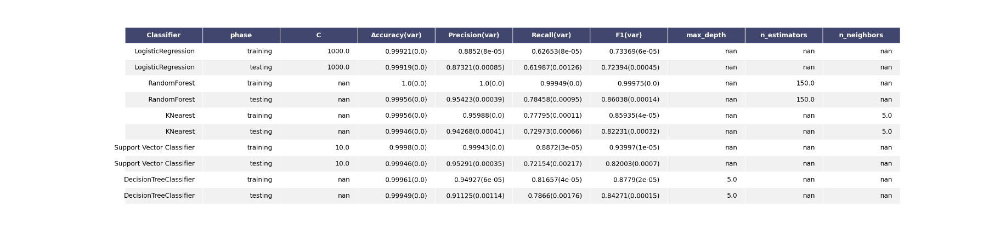 Classifier phase C Accuracy(var) Precision(var) Recall(var) F1(var) max_depth n_estimators n_neighbors
LogisticRegression training 1000.0 0.99921(0.0) 0.8852(8e-05) 0.62653(8e-05) 0.73369(6e-05) nan nan nan
LogisticRegression testing 1000.0 0.99919(0.0) 0.87321(0.00085) 0.61987(0.00126) 0.72394(0.00045) nan nan nan
RandomForest training nan 1.0(0.0) 1.0(0.0) 0.99949(0.0) 0.99975(0.0) nan 150.0 nan
RandomForest testing nan 0.99956(0.0) 0.95423(0.00039) 0.78458(0.00095) 0.86038(0.00014) nan 150.0 nan
KNearest training nan 0.99956(0.0) 0.95988(0.0) 0.77795(0.00011) 0.85935(4e-05) nan nan 5.0
KNearest testing nan 0.99946(0.0) 0.94268(0.00041) 0.72973(0.00066) 0.82231(0.00032) nan nan 5.0
Support Vector Classifier training 10.0 0.9998(0.0) 0.99943(0.0) 0.8872(3e-05) 0.93997(1e-05) nan nan nan
Support Vector Classifier testing 10.0 0.99946(0.0) 0.95291(0.00035) 0.72154(0.00217) 0.82003(0.0007) nan nan nan
DecisionTreeClassifier training nan 0.99961(0.0) 0.94927(6e-05) 0.81657(4e-05) 0.8779(2e-05) 5.0 nan nan
DecisionTreeClassifier testing nan 0.99949(0.0) 0.91125(0.00114) 0.7866(0.00176) 0.84271(0.00015) 5.0 nan nan